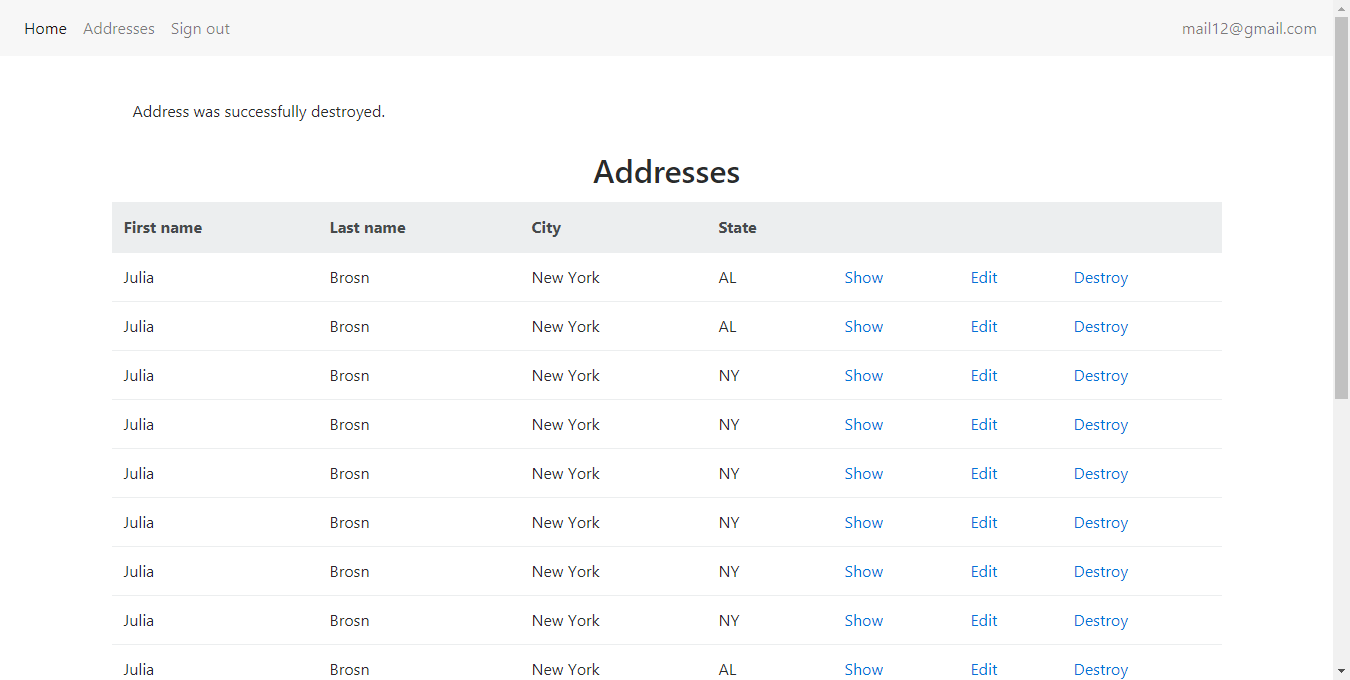 Home Addresses Sign out mail12@gmail.com
Address was successfully destroyed.
Addresses
First name Last name City State
Julia Brosn New York AL Show Edit Destroy
Julia Brosn New York AL Show Edit Destroy
Julia Brosn New York NY Show Edit Destroy
Julia Brosn New York NY Show Edit Destroy
Julia Brosn New York NY Show Edit Destroy
Julia Brosn New York NY Show Edit Destroy
Julia Brosn New York NY Show Edit Destroy
Julia Brosn New York NY Show Edit Destroy
Julia Brosn New York AL Show Edit Destroy